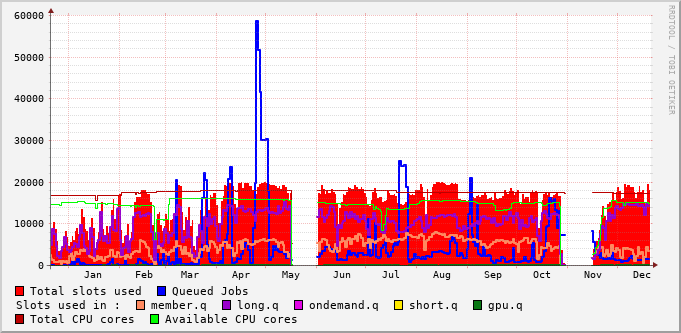 60000
50000
40000
30000
20000
10000
0
Jan Feb Mar Apr May Jun Jul Aug Sep Oct Nov Dec
Total slots used Queued Jobs
Slots used in : member.q long.q ondemand.q short.q gpu.q
Total CPU cores Available CPU cores
RRDTOOL / TOBI OETIKER